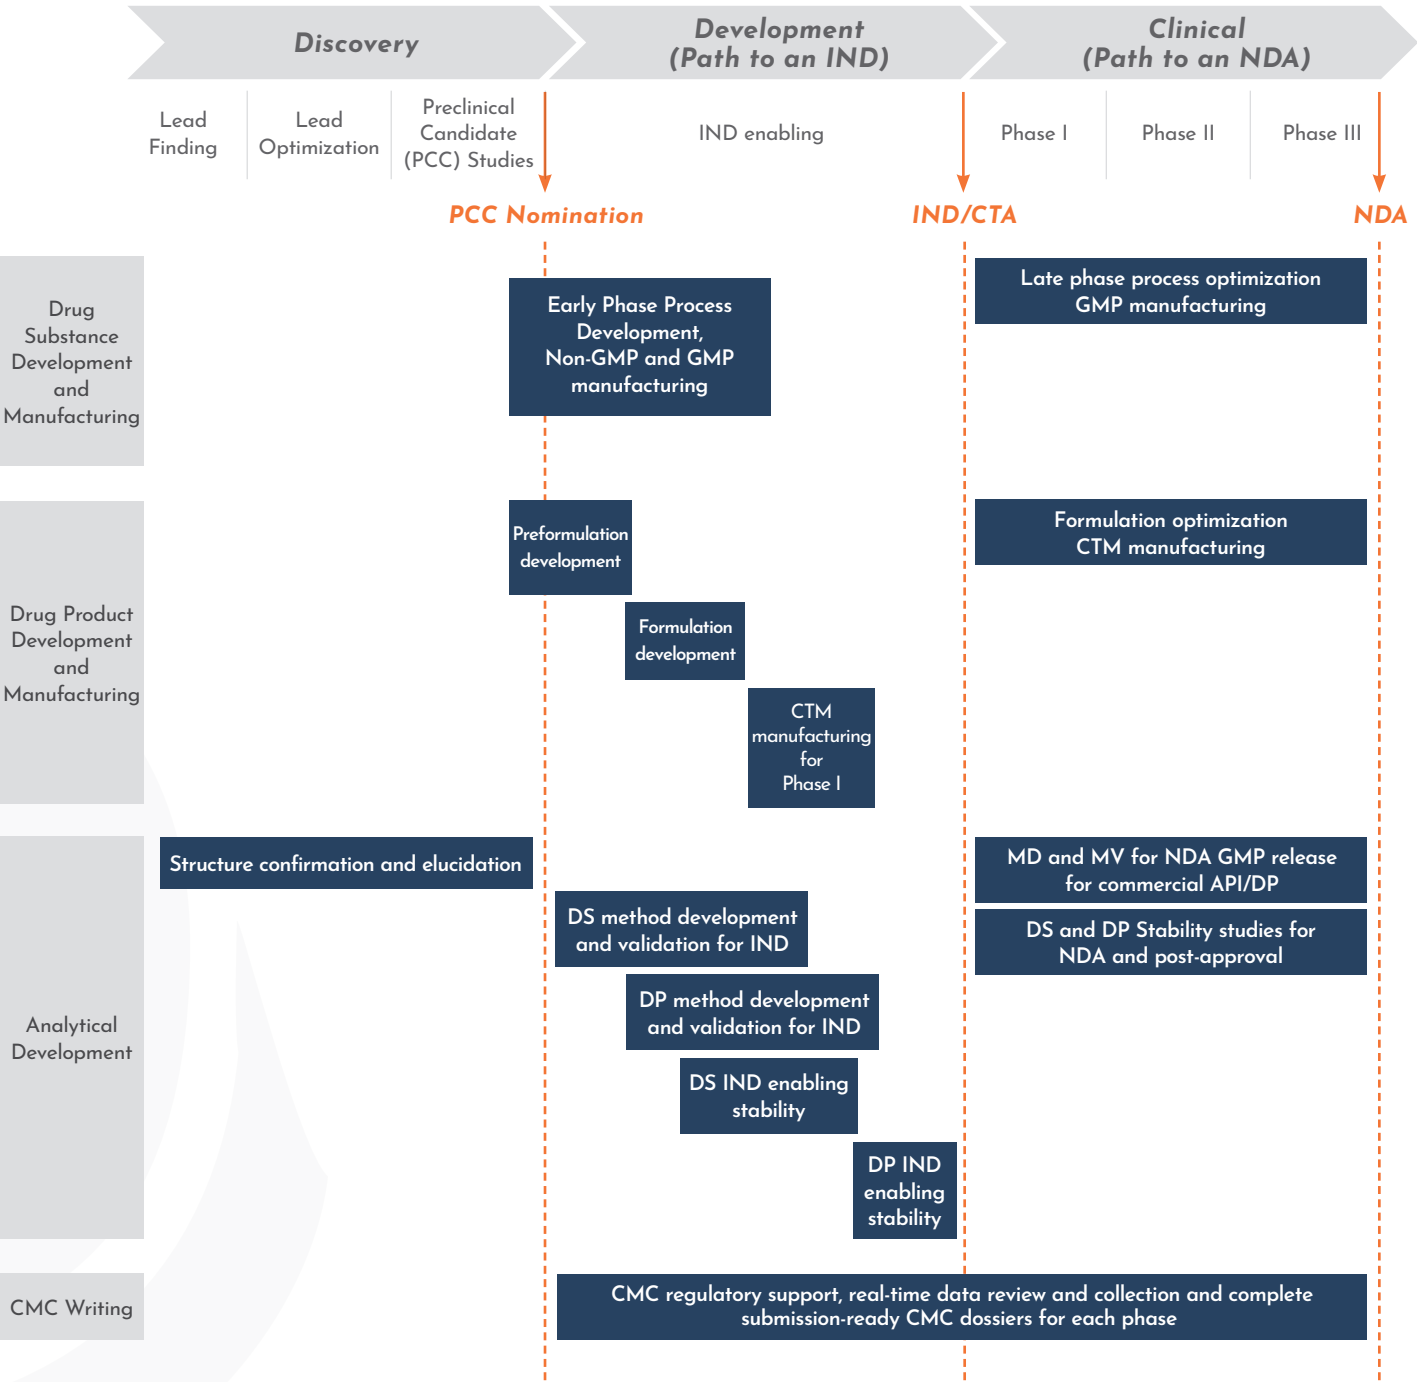 Discovery
Development
(Path to an IND)
Clinical
(Path to an NDA)
Lead
Finding
Lead
Optimization
Preclinical
Candidate
(PCC) Studies
IND enabling
Phase I
Phase II
Phase III
PCC Nomination
IND/CTA
NDA
Drug
Substance
Development
and
Manufacturing
Early Phase Process
Development,
Non-GMP and GMP
manufacturing
Late phase process optimization
GMP manufacturing
Drug Product
Development
and
Manufacturing
Preformulation
development
Formulation
development
CTM
manufacturing
for
Phase I
Formulation optimization
CTM manufacturing
Analytical
Development
Structure confirmation and elucidation
DS method development
and validation for IND
DP method development
and validation for IND
DS IND enabling
stability
DP IND
enabling
stability
MD and MV for NDA GMP release
for commercial API/DP
DS and DP Stability studies for
NDA and post-approval
CMC Writing
CMC regulatory support, real-time data review and collection and complete
submission-ready CMC dossiers for each phase